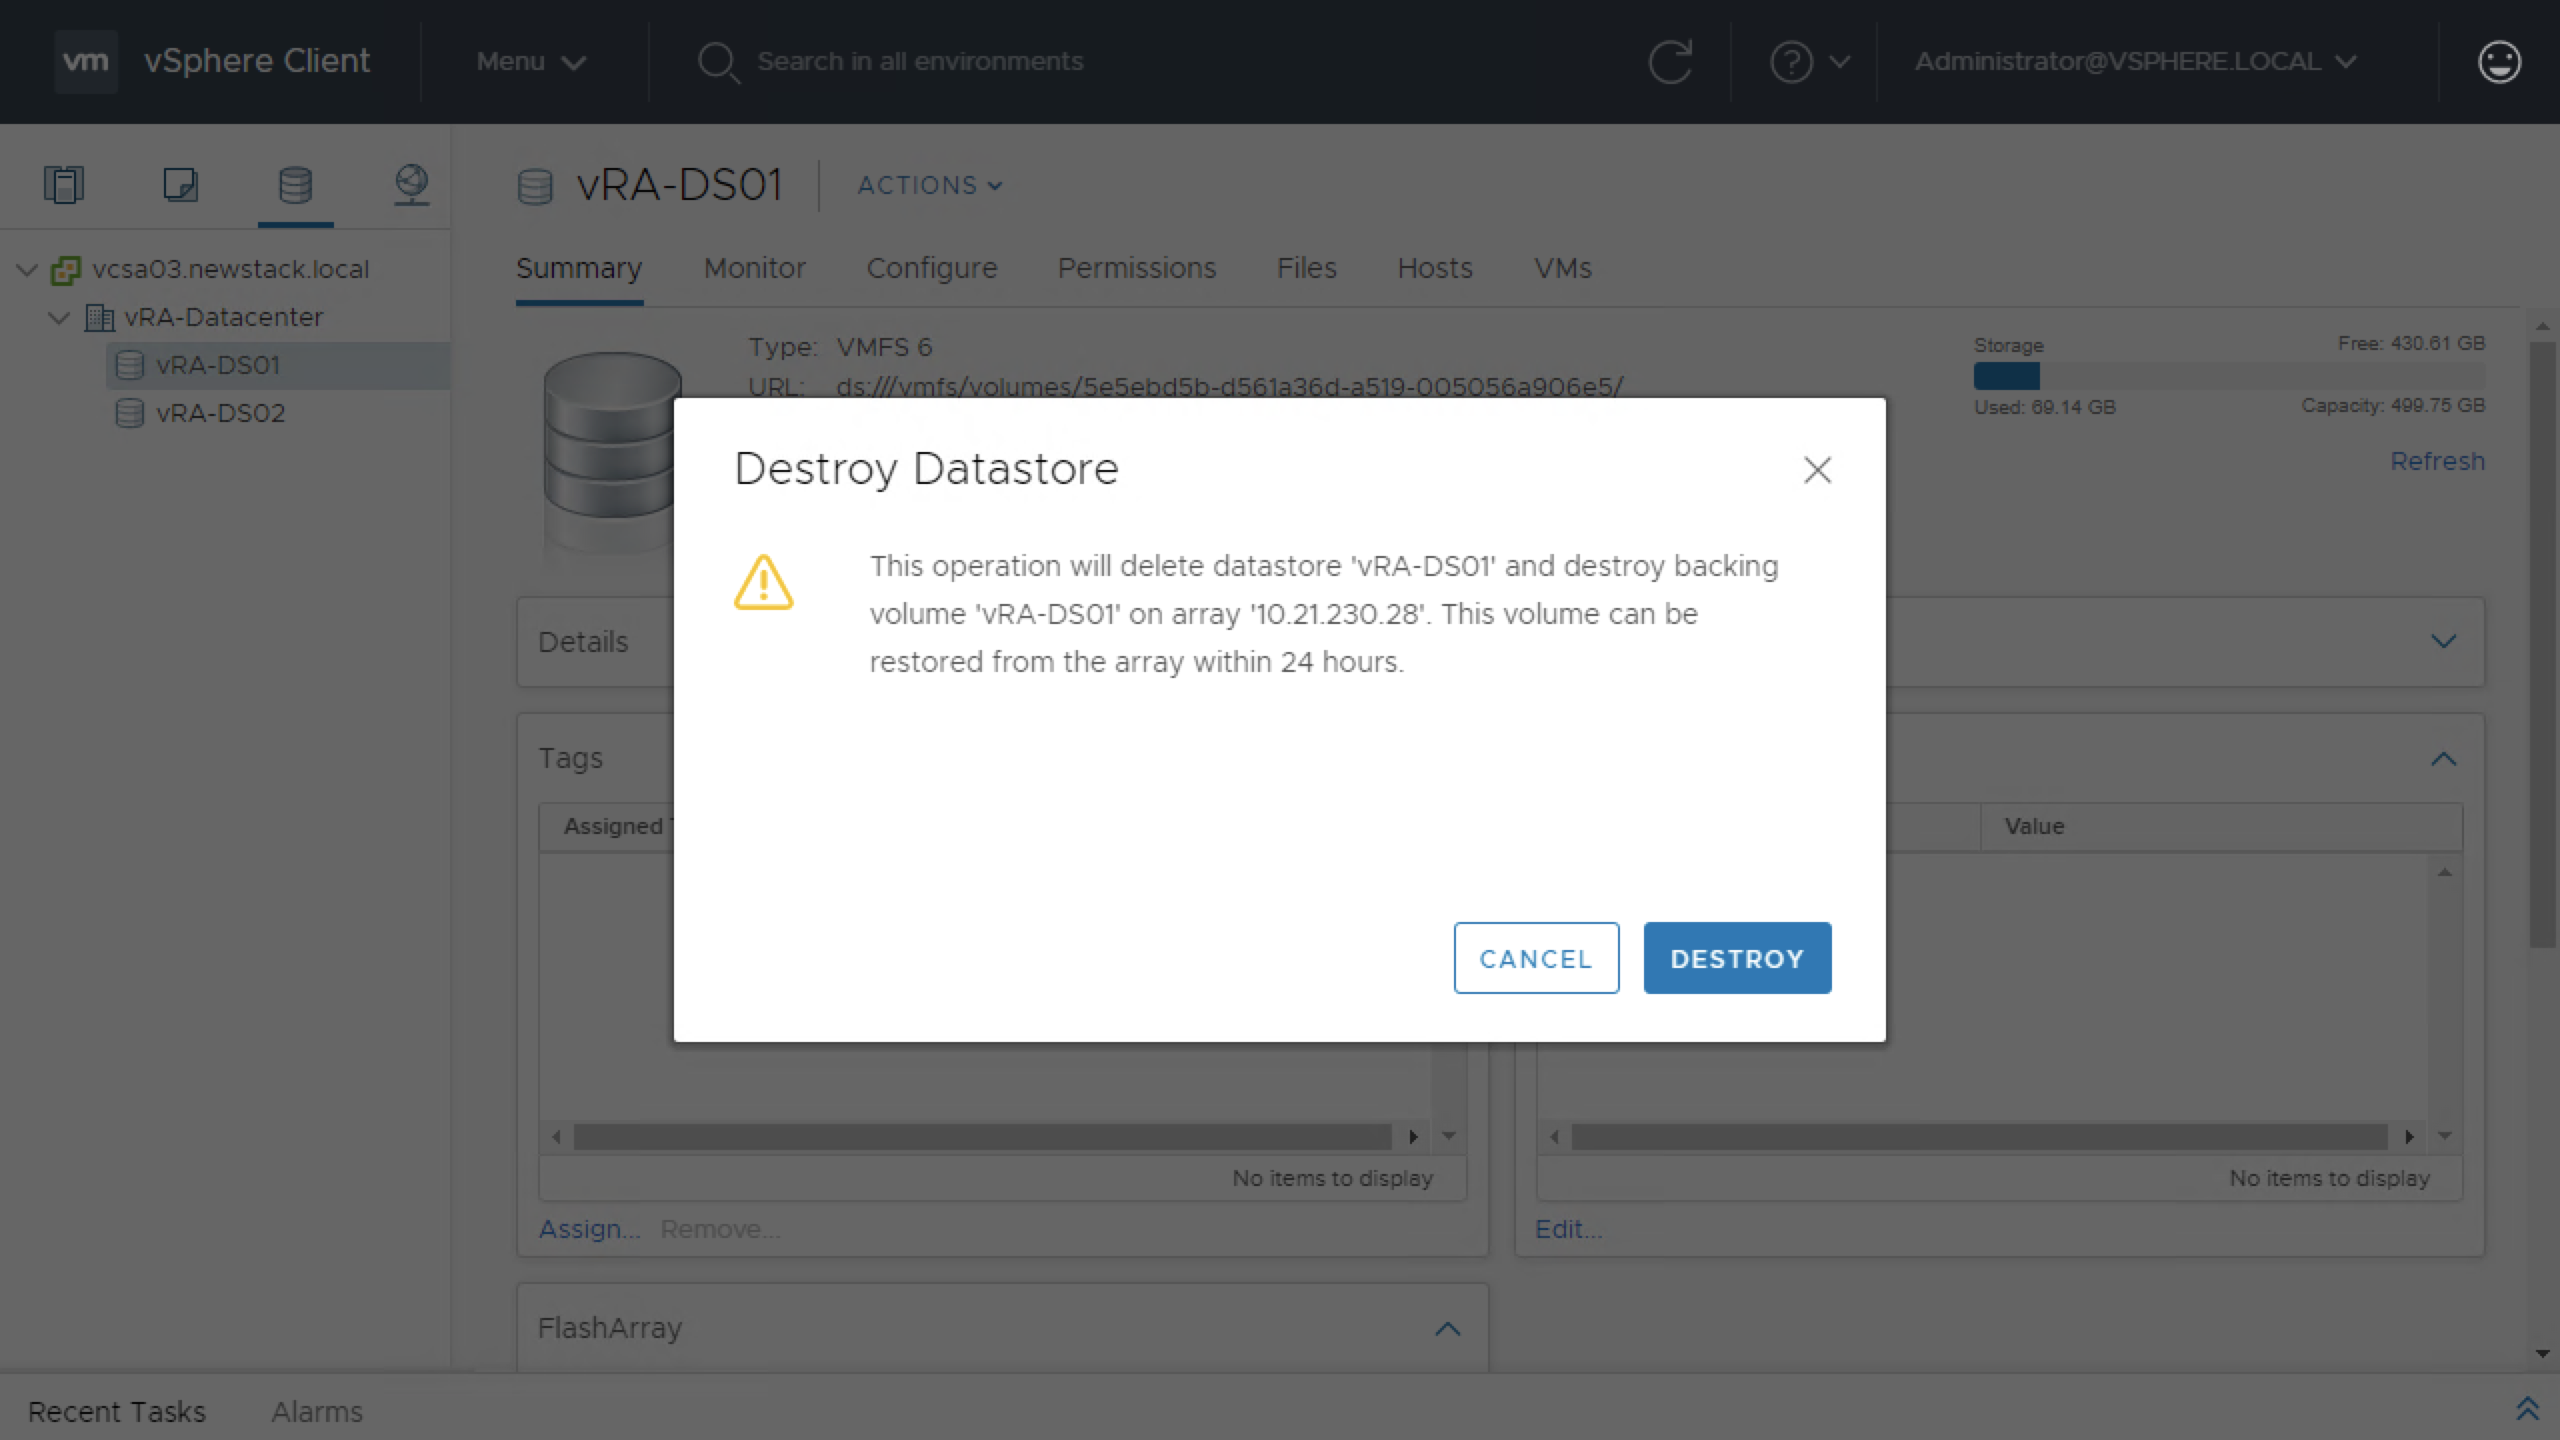 vm vSphere Client Menu Search in all environments ? Administrator@VSPHERE.LOCAL
vRA-DS01 ACTIONS
vcsa03.newstack.local
vRA-Datacenter
vRA-DS01
vRA-DS02
Summary Monitor Configure Permissions Files Hosts VMs
Type: VMFS 6
URL: ds:///vmfs/volumes/5e5ebd5b-d561a36d-a519-005056a906e5/
Storage Free: 430.61 GB
Used: 69.14 GB Capacity: 499.75 GB
Refresh
Destroy Datastore
This operation will delete datastore 'vRA-DS01' and destroy backing
volume 'vRA-DS01' on array '10.21.230.28'. This volume can be
restored from the array within 24 hours.
CANCEL DESTROY
Details
Tags
Assigned
Value
No items to display
No items to display
Assign... Remove...
Edit...
FlashArray
Recent Tasks Alarms